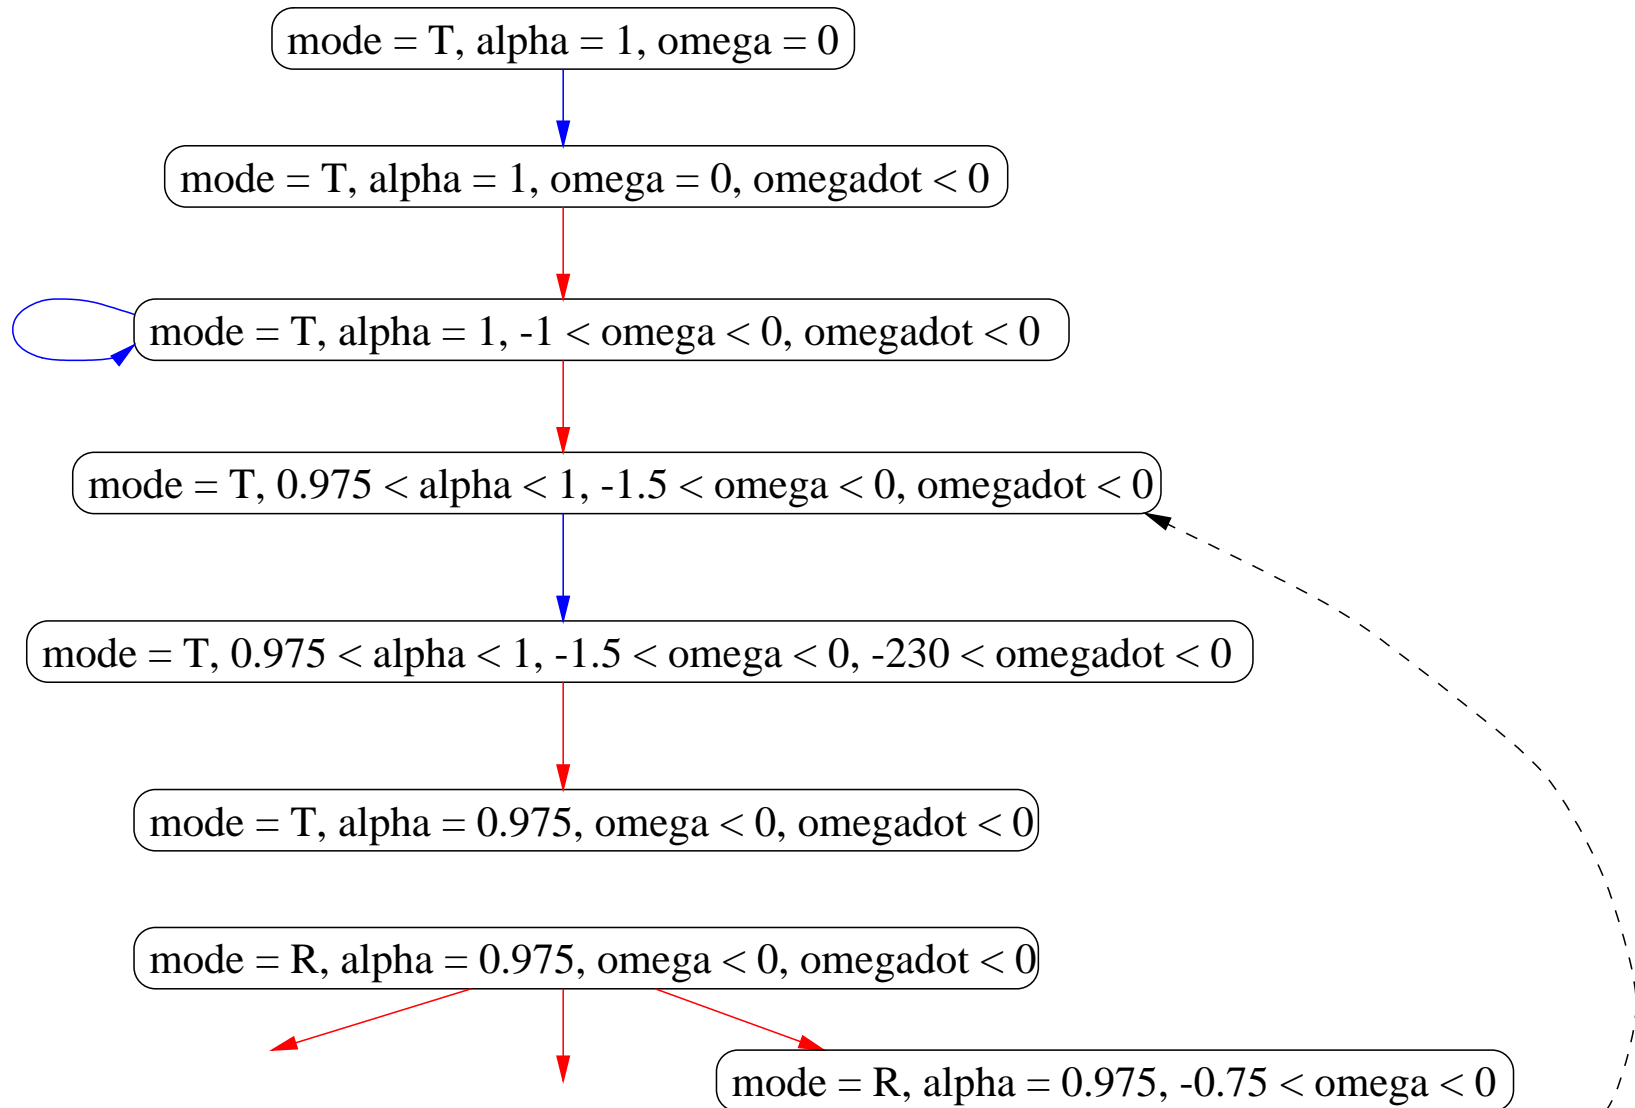 mode = T, alpha = 1, omega = 0
mode = T, alpha = 1, omega = 0, omegadot < 0
mode = T, alpha = 1, -1 < omega < 0, omegadot < 0
mode = T, 0.975 < alpha < 1, -1.5 < omega < 0, omegadot < 0
mode = T, 0.975 < alpha < 1, -1.5 < omega < 0, -230 < omegadot < 0
mode = T, alpha = 0.975, omega < 0, omegadot < 0
mode = R, alpha = 0.975, omega < 0, omegadot < 0
mode = R, alpha = 0.975, -0.75 < omega < 0